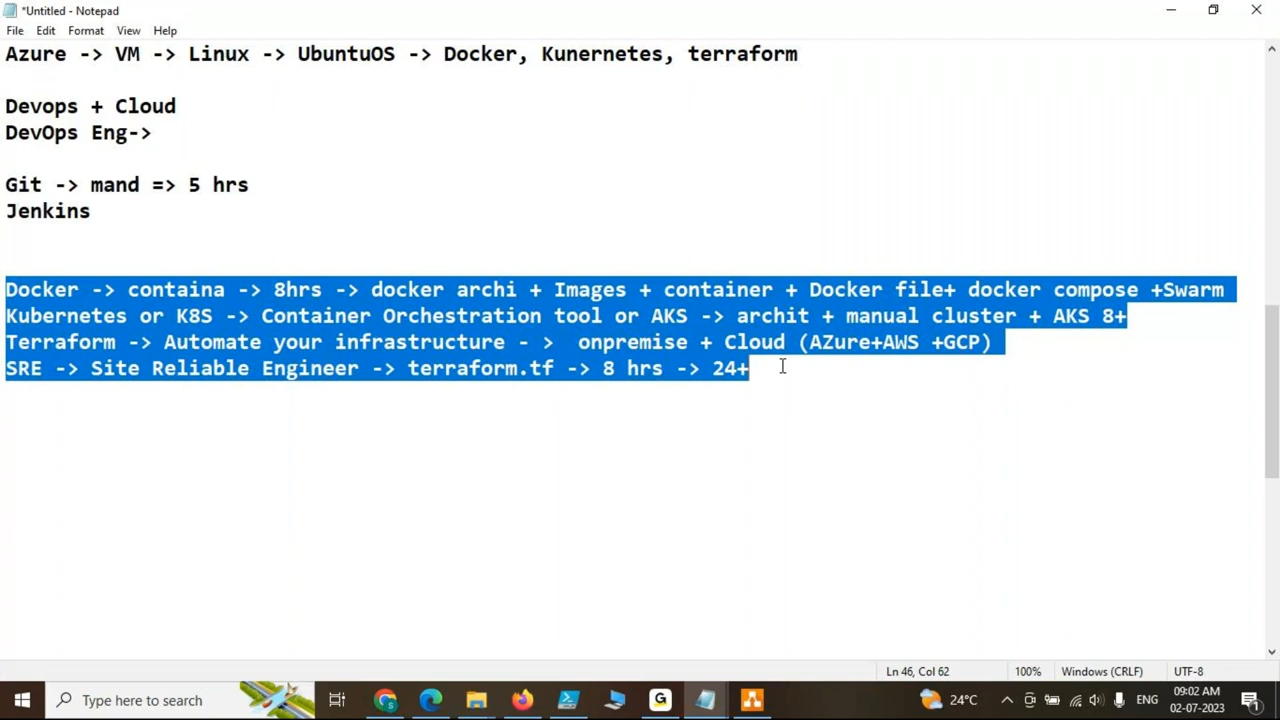 *Untitled - Notepad
File Edit Format View Help
Azure -> VM -> Linux -> UbuntuOS -> Docker, Kunernetes, terraform
Devops + Cloud
DevOps Eng->
Git -> mand => 5 hrs
Jenkins
Docker -> containa -> 8hrs -> docker archi + Images + container + Docker file+ docker compose +Swarm
Kubernetes or K8S -> Container Orchestration tool or AKS -> archit + manual cluster + AKS 8+
Terraform -> Automate your infrastructure - >  onpremise + Cloud (AZure+AWS +GCP)
SRE -> Site Reliable Engineer -> terraform.tf -> 8 hrs -> 24+
Ln 46, Col 62 100% Windows (CRLF) UTF-8
Type here to search 24°C ENG 09:02 AM
02-07-2023